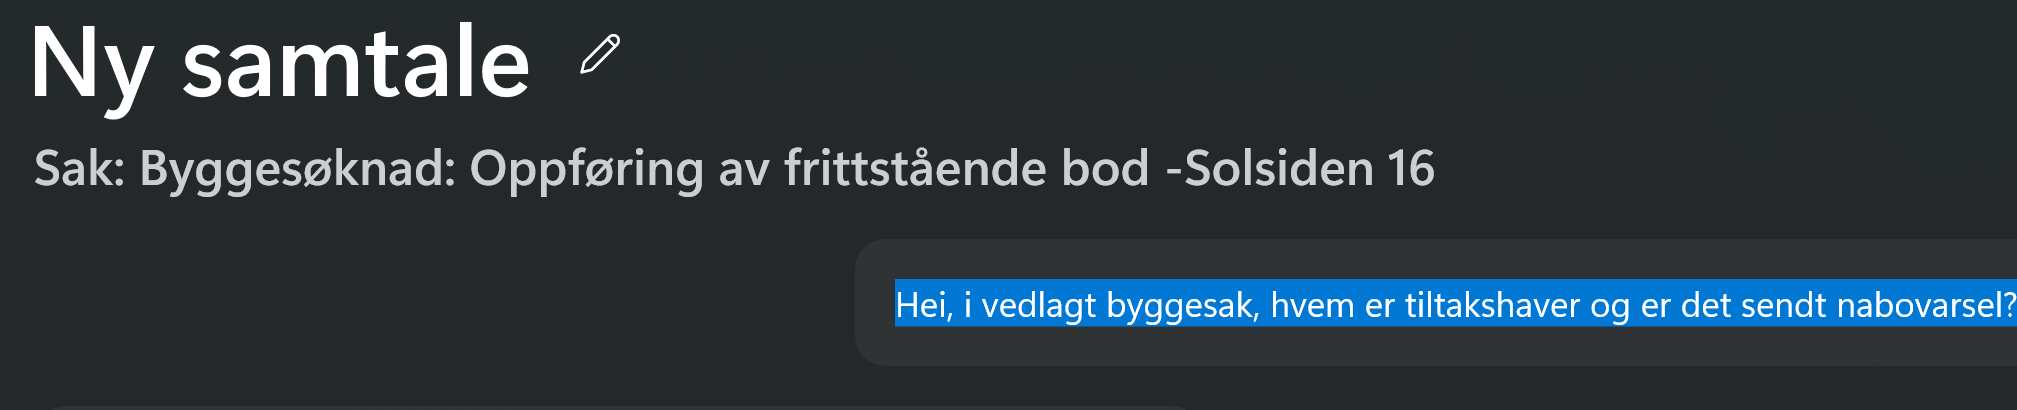 Ny samtale
Sak: Byggesøknad: Oppføring av frittstående bod -Solsiden 16
Hei, i vedlagt byggesak, hvem er tiltakshaver og er det sendt nabovarsel?